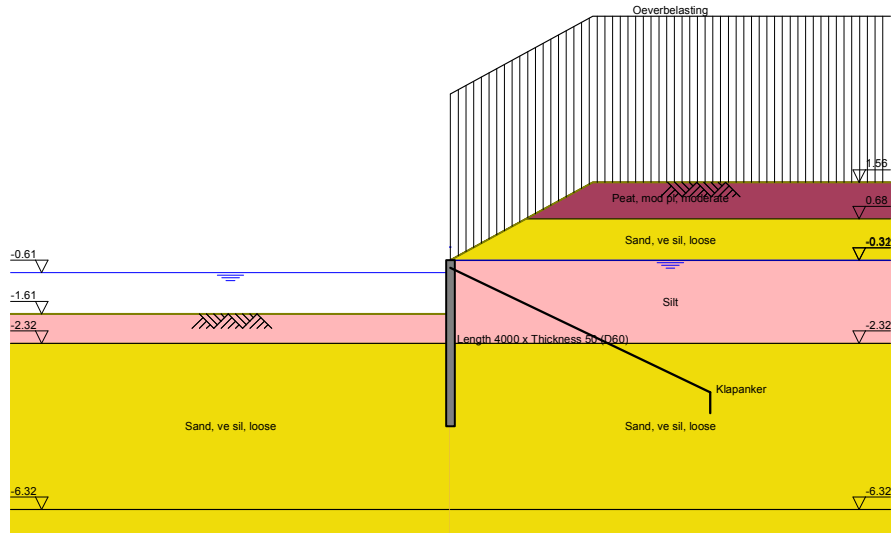 Oeverbelasting
1.56
Peat, mod pl, moderate
0.68
Sand, ve sil, loose
-0.61
Silt
-1.61
-2.32
-2.32
Length 4000 x Thickness 50 (D60)
Klapanker
Sand, ve sil, loose
Sand, ve sil, loose
-6.32
-6.32